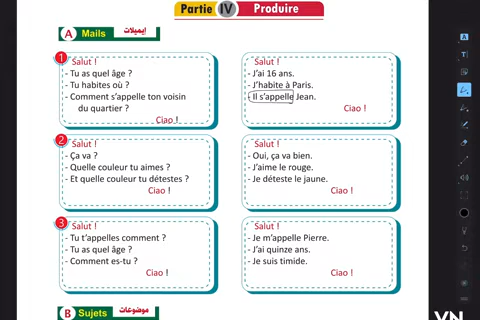 Partie IV Produire
A Mails إيميلات
1
Salut !
- Tu as quel âge ?
- Tu habites où ?
- Comment s'appelle ton voisin
du quartier ?
Ciao !
Salut !
- J'ai 16 ans.
- J'habite à Paris.
- Il s'appelle Jean.
Ciao !
2
Salut !
- Ça va ?
- Quelle couleur tu aimes ?
- Et quelle couleur tu détestes ?
Ciao !
Salut !
- Oui, ça va bien.
- J'aime le rouge.
- Je déteste le jaune.
Ciao !
3
Salut !
- Tu t'appelles comment ?
- Tu as quel âge ?
- Comment es-tu ?
Ciao !
Salut !
- Je m'appelle Pierre.
- J'ai quinze ans.
- Je suis timide.
Ciao !
B Sujets موضوعات
VN